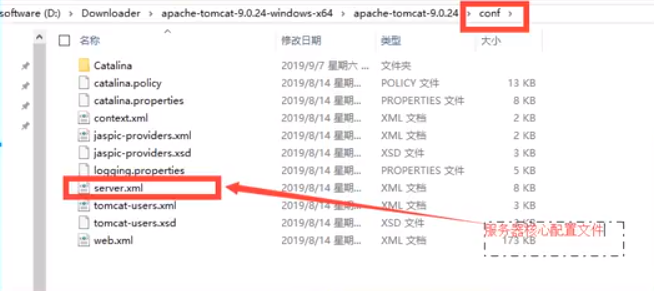 software (D:) > Downloader > apache-tomcat-9.0.24-windows-x64 > apache-tomcat-9.0.24 > conf >
名称 修改日期 类型 大小
Catalina 2019/9/7 星期六 ... 文件夹
catalina.policy 2019/8/14 星期... POLICY 文件 13 KB
catalina.properties 2019/8/14 星期... PROPERTIES 文件 8 KB
context.xml 2019/8/14 星期... XML 文档 2 KB
jaspic-providers.xml 2019/8/14 星期... XML 文档 2 KB
jaspic-providers.xsd 2019/8/14 星期... XSD 文件 3 KB
logging.properties 2019/8/14 星期... PROPERTIES 文件 5 KB
server.xml 2019/8/14 星期... XML 文档 8 KB
tomcat-users.xml 2019/8/14 星期... XML 文档 3 KB
tomcat-users.xsd 2019/8/14 星期... XSD 文件 KB
服务器核心配置文件
web.xml 2019/8/14 星期... XML 文档 173 KB